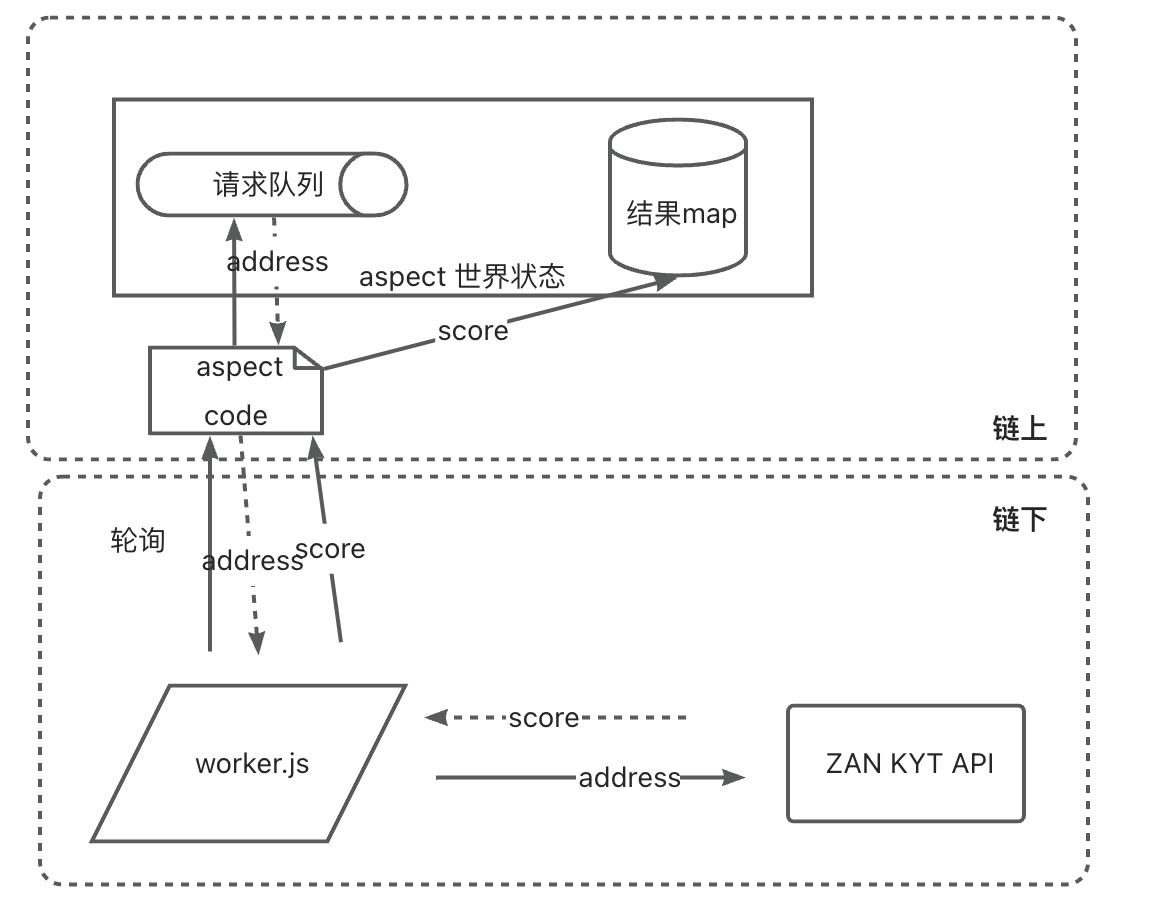 请求队列
结果map
address
aspect 世界状态
score
aspect
code
链上
链下
轮询
address
score
score
worker.js
ZAN KYT API
address